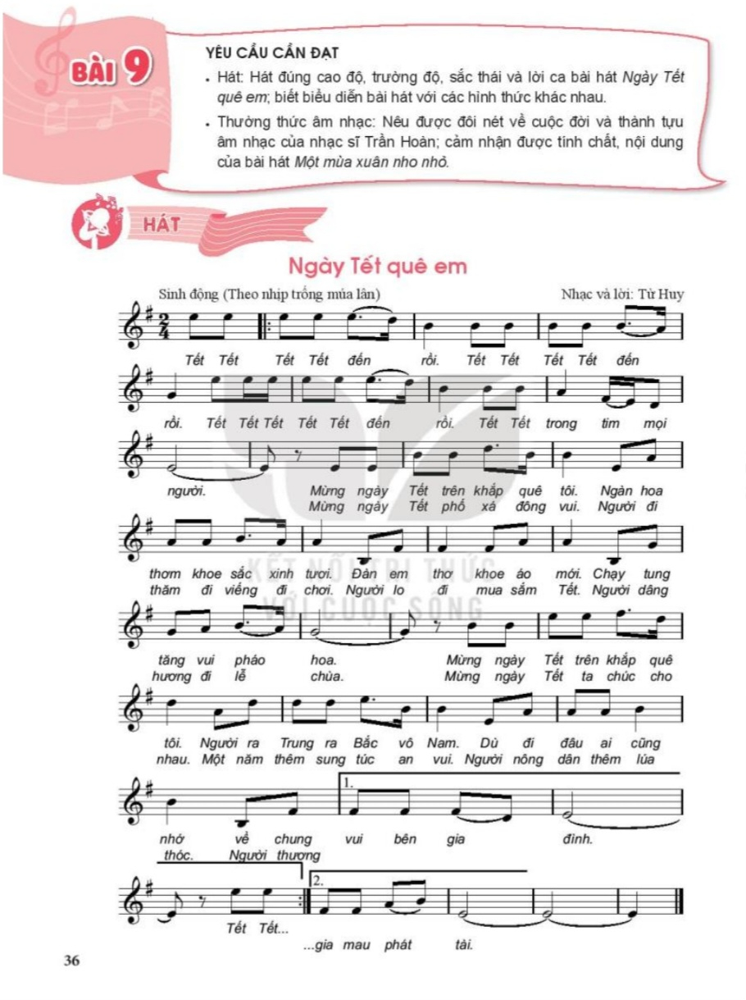 BÀI 9
YÊU CẦU CẦN ĐẠT
• Hát: Hát đúng cao độ, trường độ, sắc thái và lời ca bài hát Ngày Tết
quê em; biết biểu diễn bài hát với các hình thức khác nhau.
• Thường thức âm nhạc: Nêu được đôi nét về cuộc đời và thành tựu
âm nhạc của nhạc sĩ Trần Hoàn; cảm nhận được tính chất, nội dung
của bài hát Một mùa xuân nho nhỏ.
HÁT
Ngày Tết quê em
Sinh động (Theo nhịp trống múa lân) Nhạc và lời: Từ Huy
2
4
Tết Tết Tết Tết đến rồi. Tết Tết Tết Tết đến
rồi. Tết Tết Tết Tết Tết đến rồi. Tết Tết trong tim mọi
người. Mừng ngày Tết trên khắp quê tôi. Ngàn hoa
Mừng ngày Tết phố xá đông vui. Người đi
thơm khoe sắc xinh tươi. Đàn em thơ khoe áo mới. Chạy tung
thăm đi viếng đi chơi. Người lo đi mua sắm Tết. Người dâng
KẾT NỐI TRI THỨC
VỚI CUỘC SỐNG
tăng vui pháo hoa. Mừng ngày Tết trên khắp quê
hương đi lễ chùa. Mừng ngày Tết ta chúc cho
tôi. Người ra Trung ra Bắc vô Nam. Dù đi đâu ai cũng
nhau. Một năm thêm sung túc an vui. Người nông dân thêm lúa
1.
nhớ về chung vui bên gia đình.
thóc. Người thương
2.
Tết Tết...
...gia mau phát tài.
36